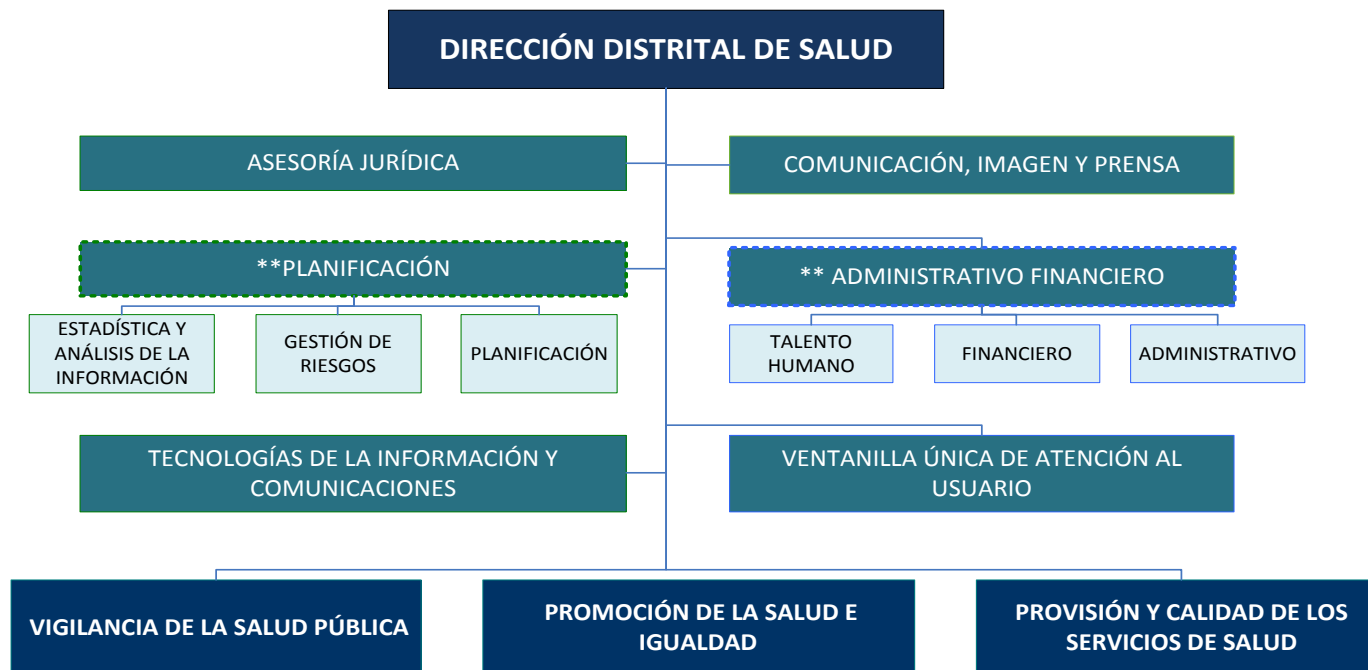 DIRECCIÓN DISTRITAL DE SALUD
ASESORÍA JURÍDICA
COMUNICACIÓN, IMAGEN Y PRENSA
**PLANIFICACIÓN
** ADMINISTRATIVO FINANCIERO
ESTADÍSTICA Y
ANÁLISIS DE LA
INFORMACIÓN
GESTIÓN DE
RIESGOS
PLANIFICACIÓN
TALENTO
HUMANO
FINANCIERO
ADMINISTRATIVO
TECNOLOGÍAS DE LA INFORMACIÓN Y
COMUNICACIONES
VENTANILLA ÚNICA DE ATENCIÓN AL
USUARIO
VIGILANCIA DE LA SALUD PÚBLICA
PROMOCIÓN DE LA SALUD E
IGUALDAD
PROVISIÓN Y CALIDAD DE LOS
SERVICIOS DE SALUD